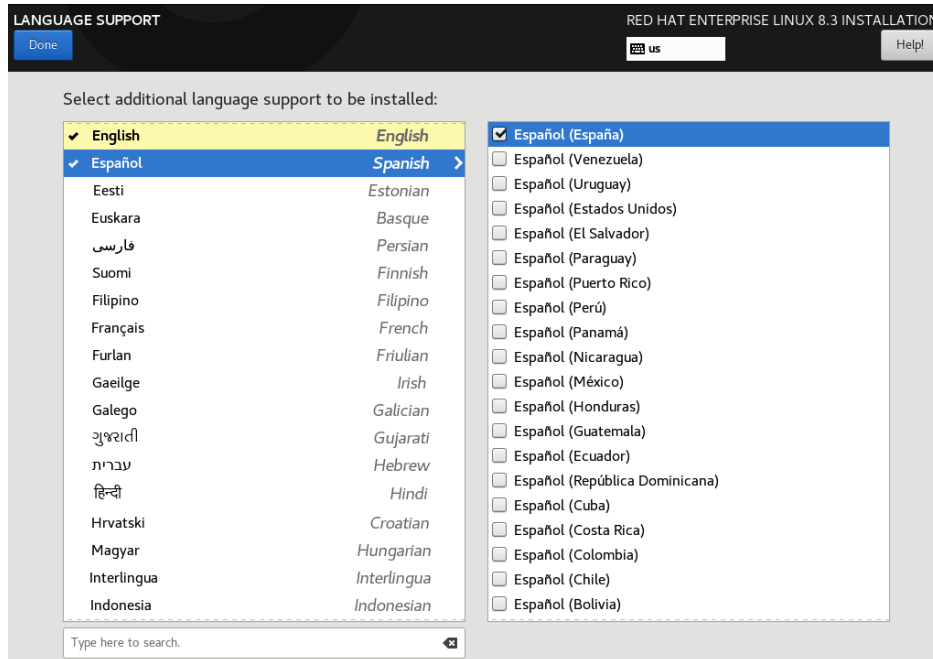 LANGUAGE SUPPORT
RED HAT ENTERPRISE LINUX 8.3 INSTALLATION
Done
us
Help!
Select additional language support to be installed:
English English
Español Spanish
Eesti Estonian
Euskara Basque
فارسی Persian
Suomi Finnish
Filipino Filipino
Français French
Furlan Friulian
Gaeilge Irish
Galego Galician
ગુજરાતી Gujarati
עברית Hebrew
हिन्दी Hindi
Hrvatski Croatian
Magyar Hungarian
Interlingua Interlingua
Indonesia Indonesian
Type here to search.
Español (España)
Español (Venezuela)
Español (Uruguay)
Español (Estados Unidos)
Español (El Salvador)
Español (Paraguay)
Español (Puerto Rico)
Español (Perú)
Español (Panamá)
Español (Nicaragua)
Español (México)
Español (Honduras)
Español (Guatemala)
Español (Ecuador)
Español (República Dominicana)
Español (Cuba)
Español (Costa Rica)
Español (Colombia)
Español (Chile)
Español (Bolivia)